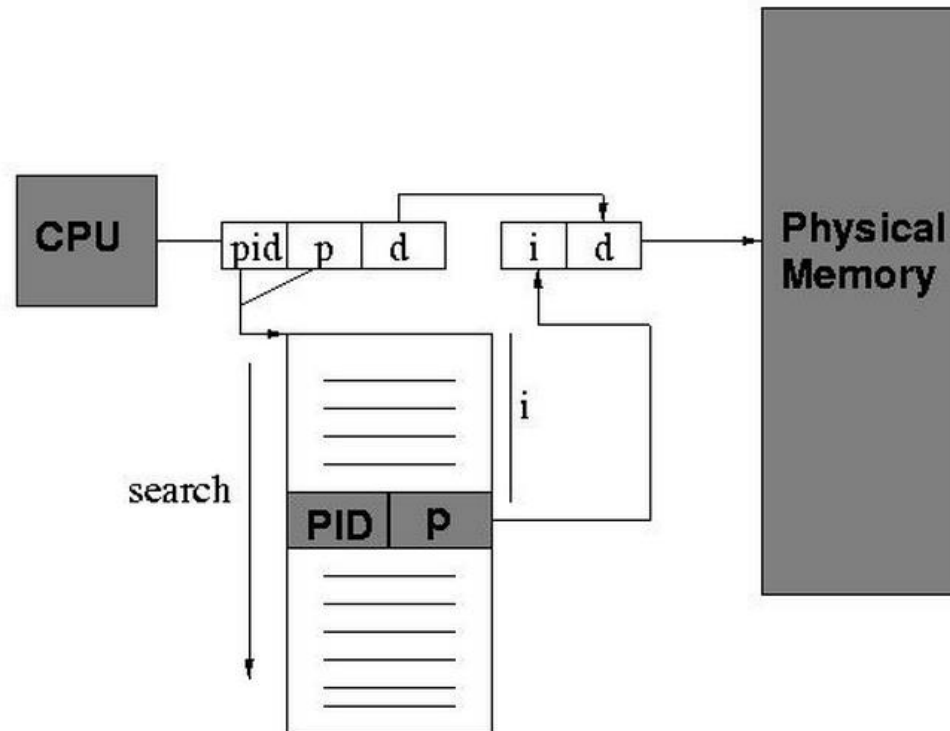 CPU
pid p d
i d
Physical
Memory
i
search
PID p